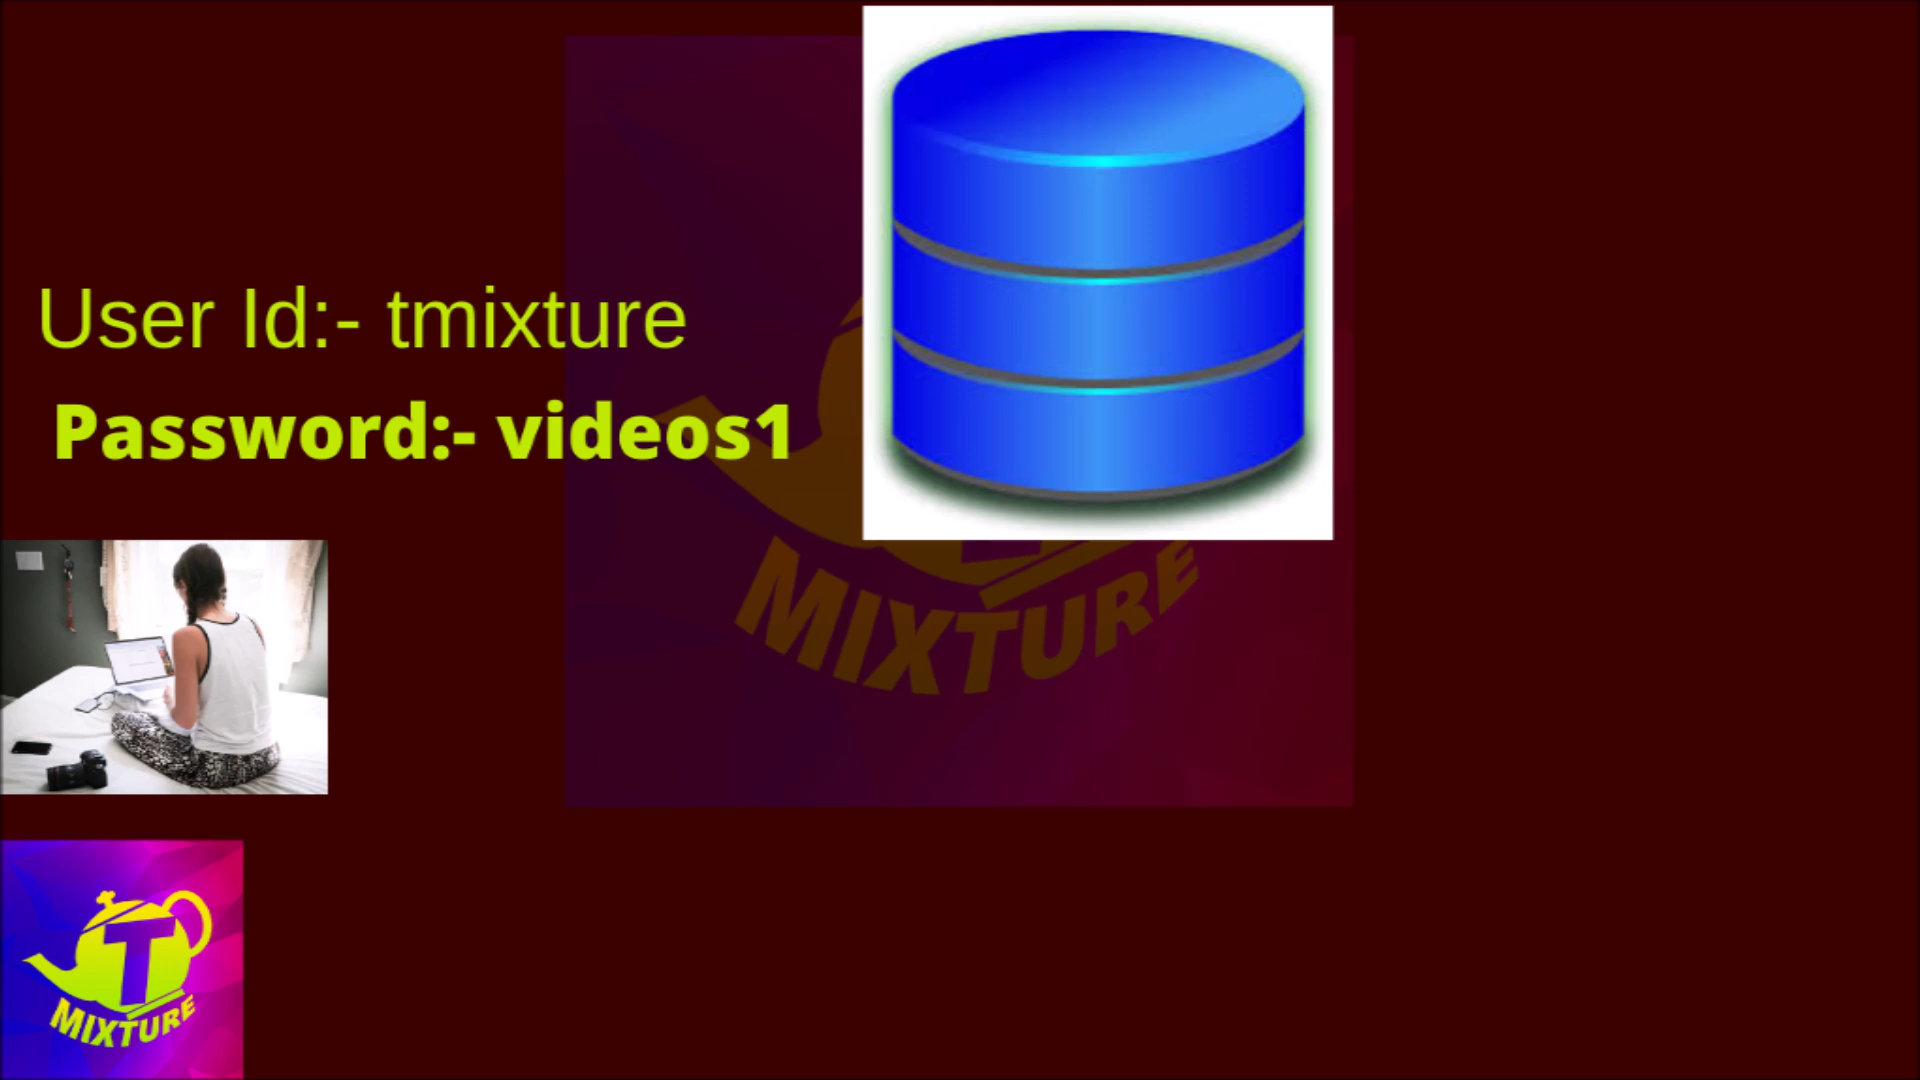 User Id:- tmixture
Password:- videos1
MIXTURE
T
MIXTURE